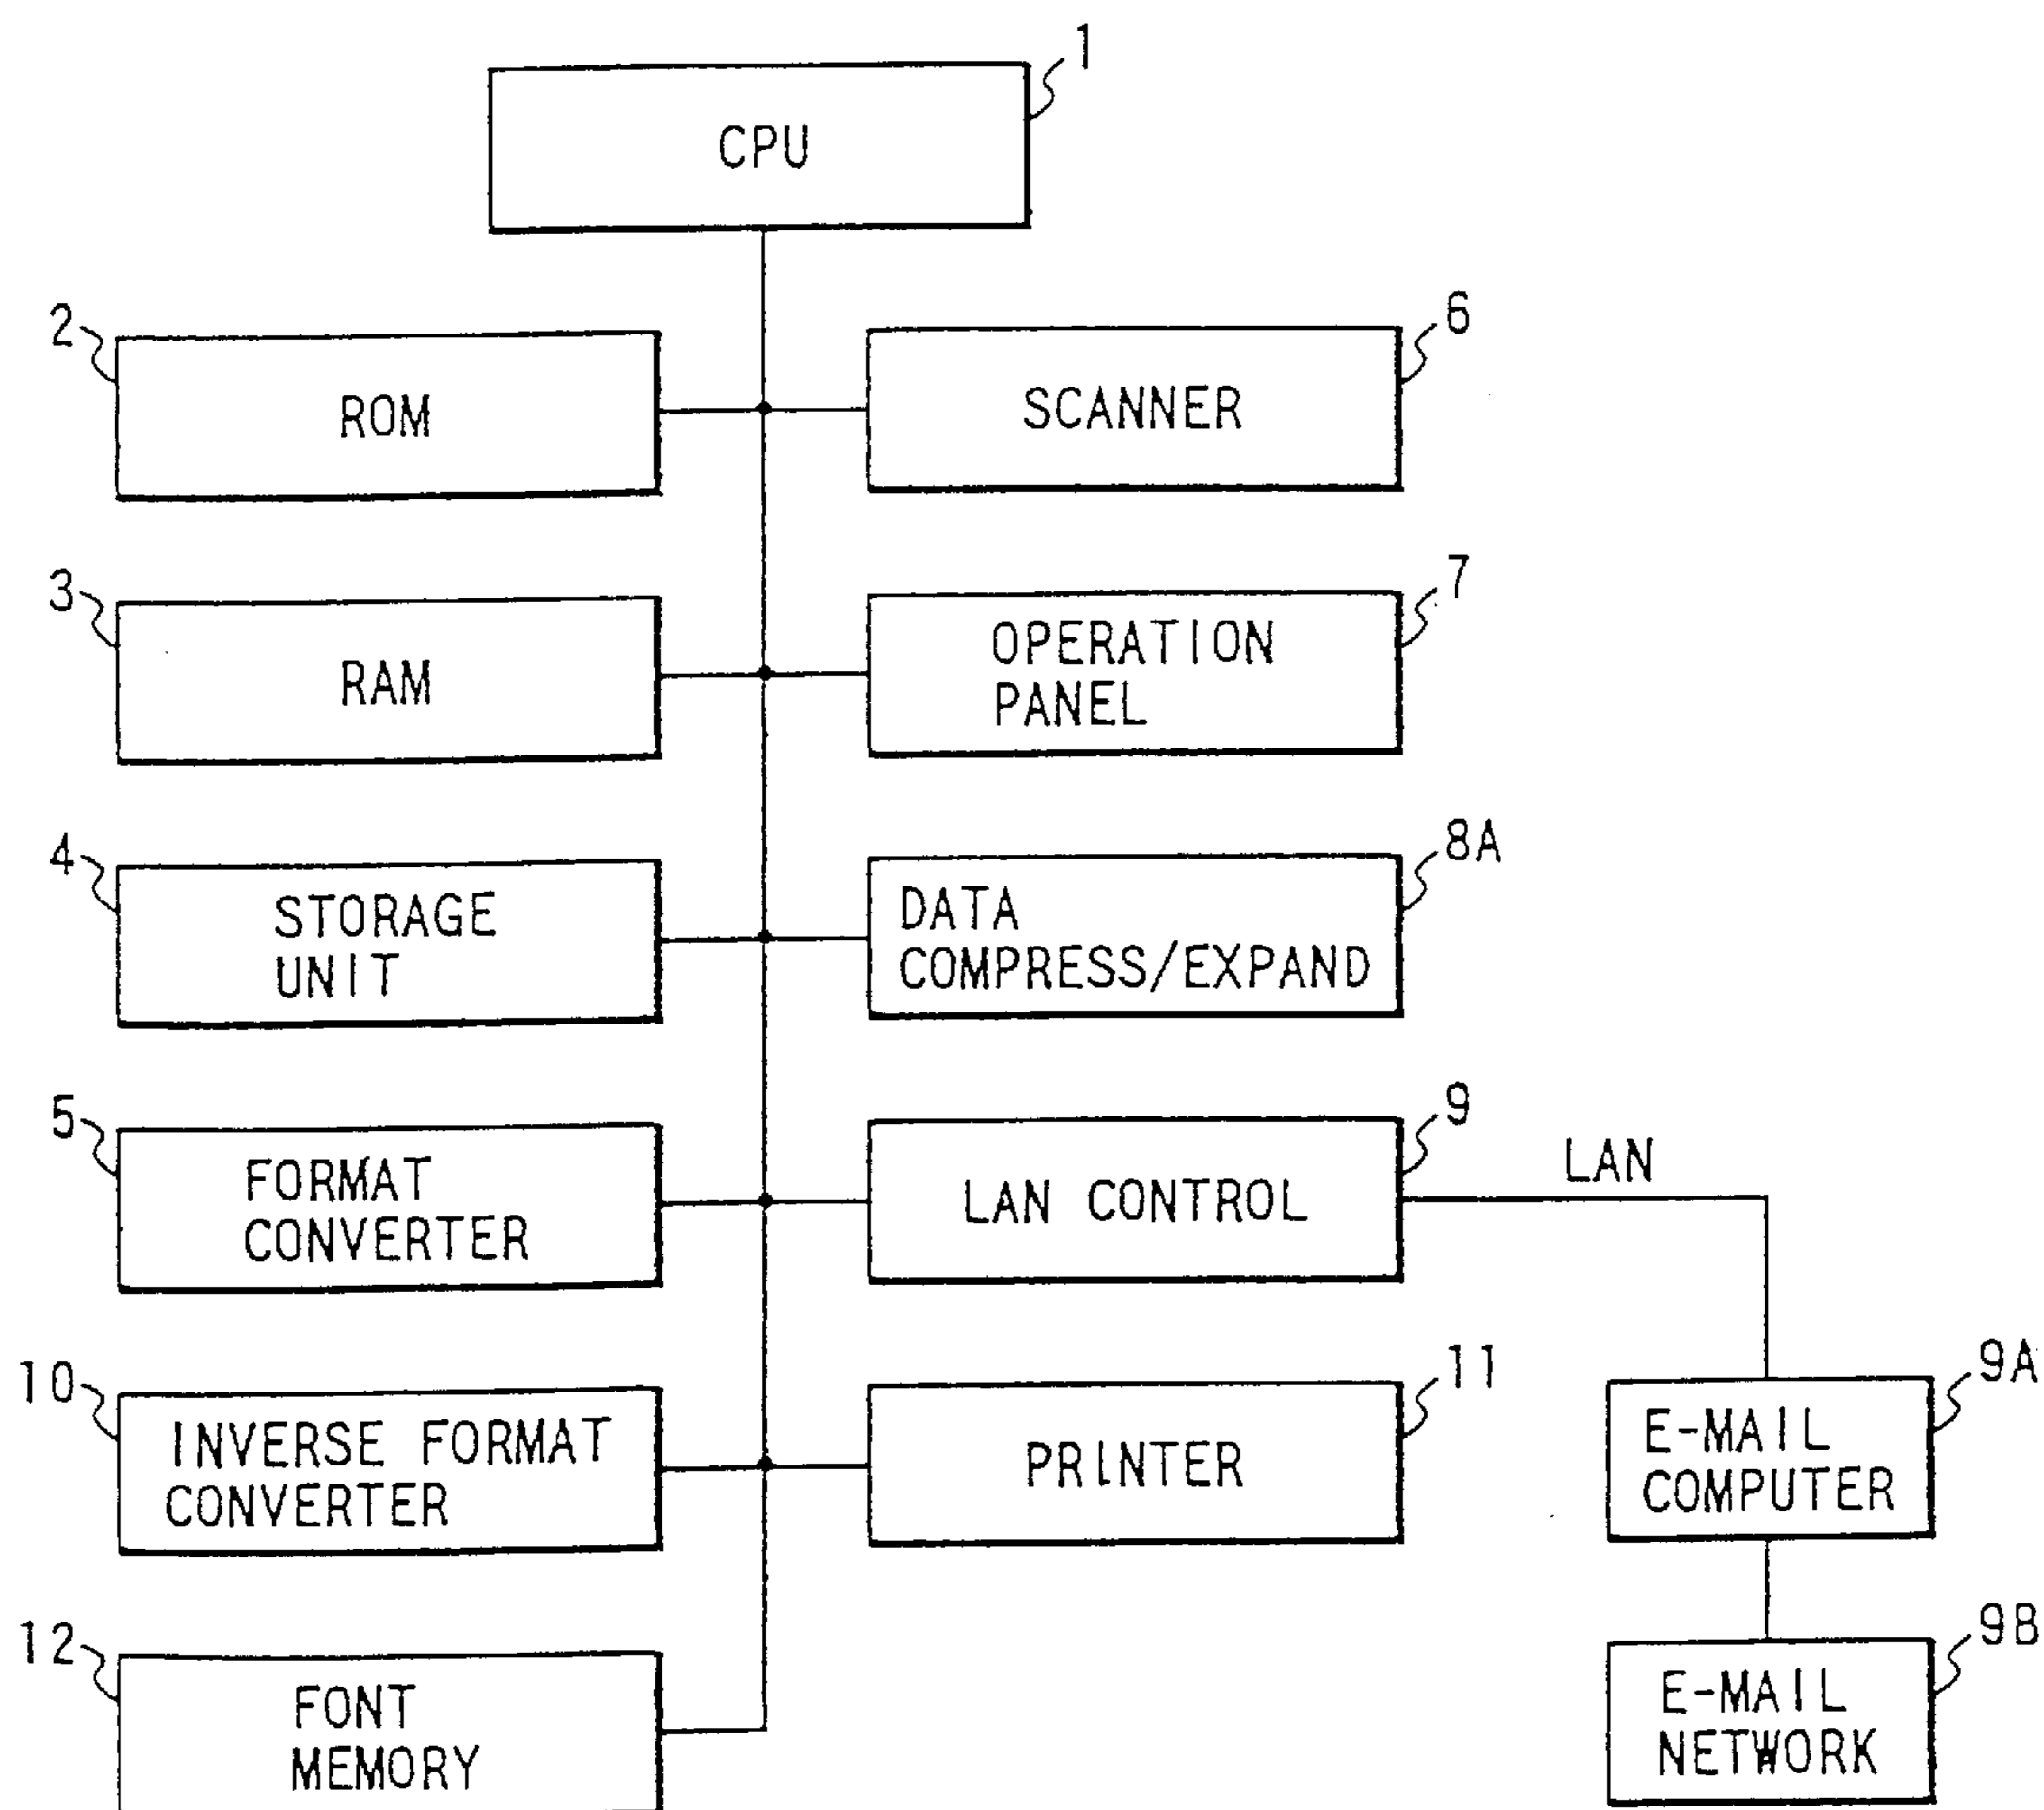 1
CPU
2
ROM
6
SCANNER
3
RAM
7
OPERATION
PANEL
4
STORAGE
UNIT
8A
DATA
COMPRESS/EXPAND
5
FORMAT
CONVERTER
9
LAN CONTROL
LAN
10
INVERSE FORMAT
CONVERTER
11
PRINTER
9A
E-MAIL
COMPUTER
12
FONT
MEMORY
9B
E-MAIL
NETWORK